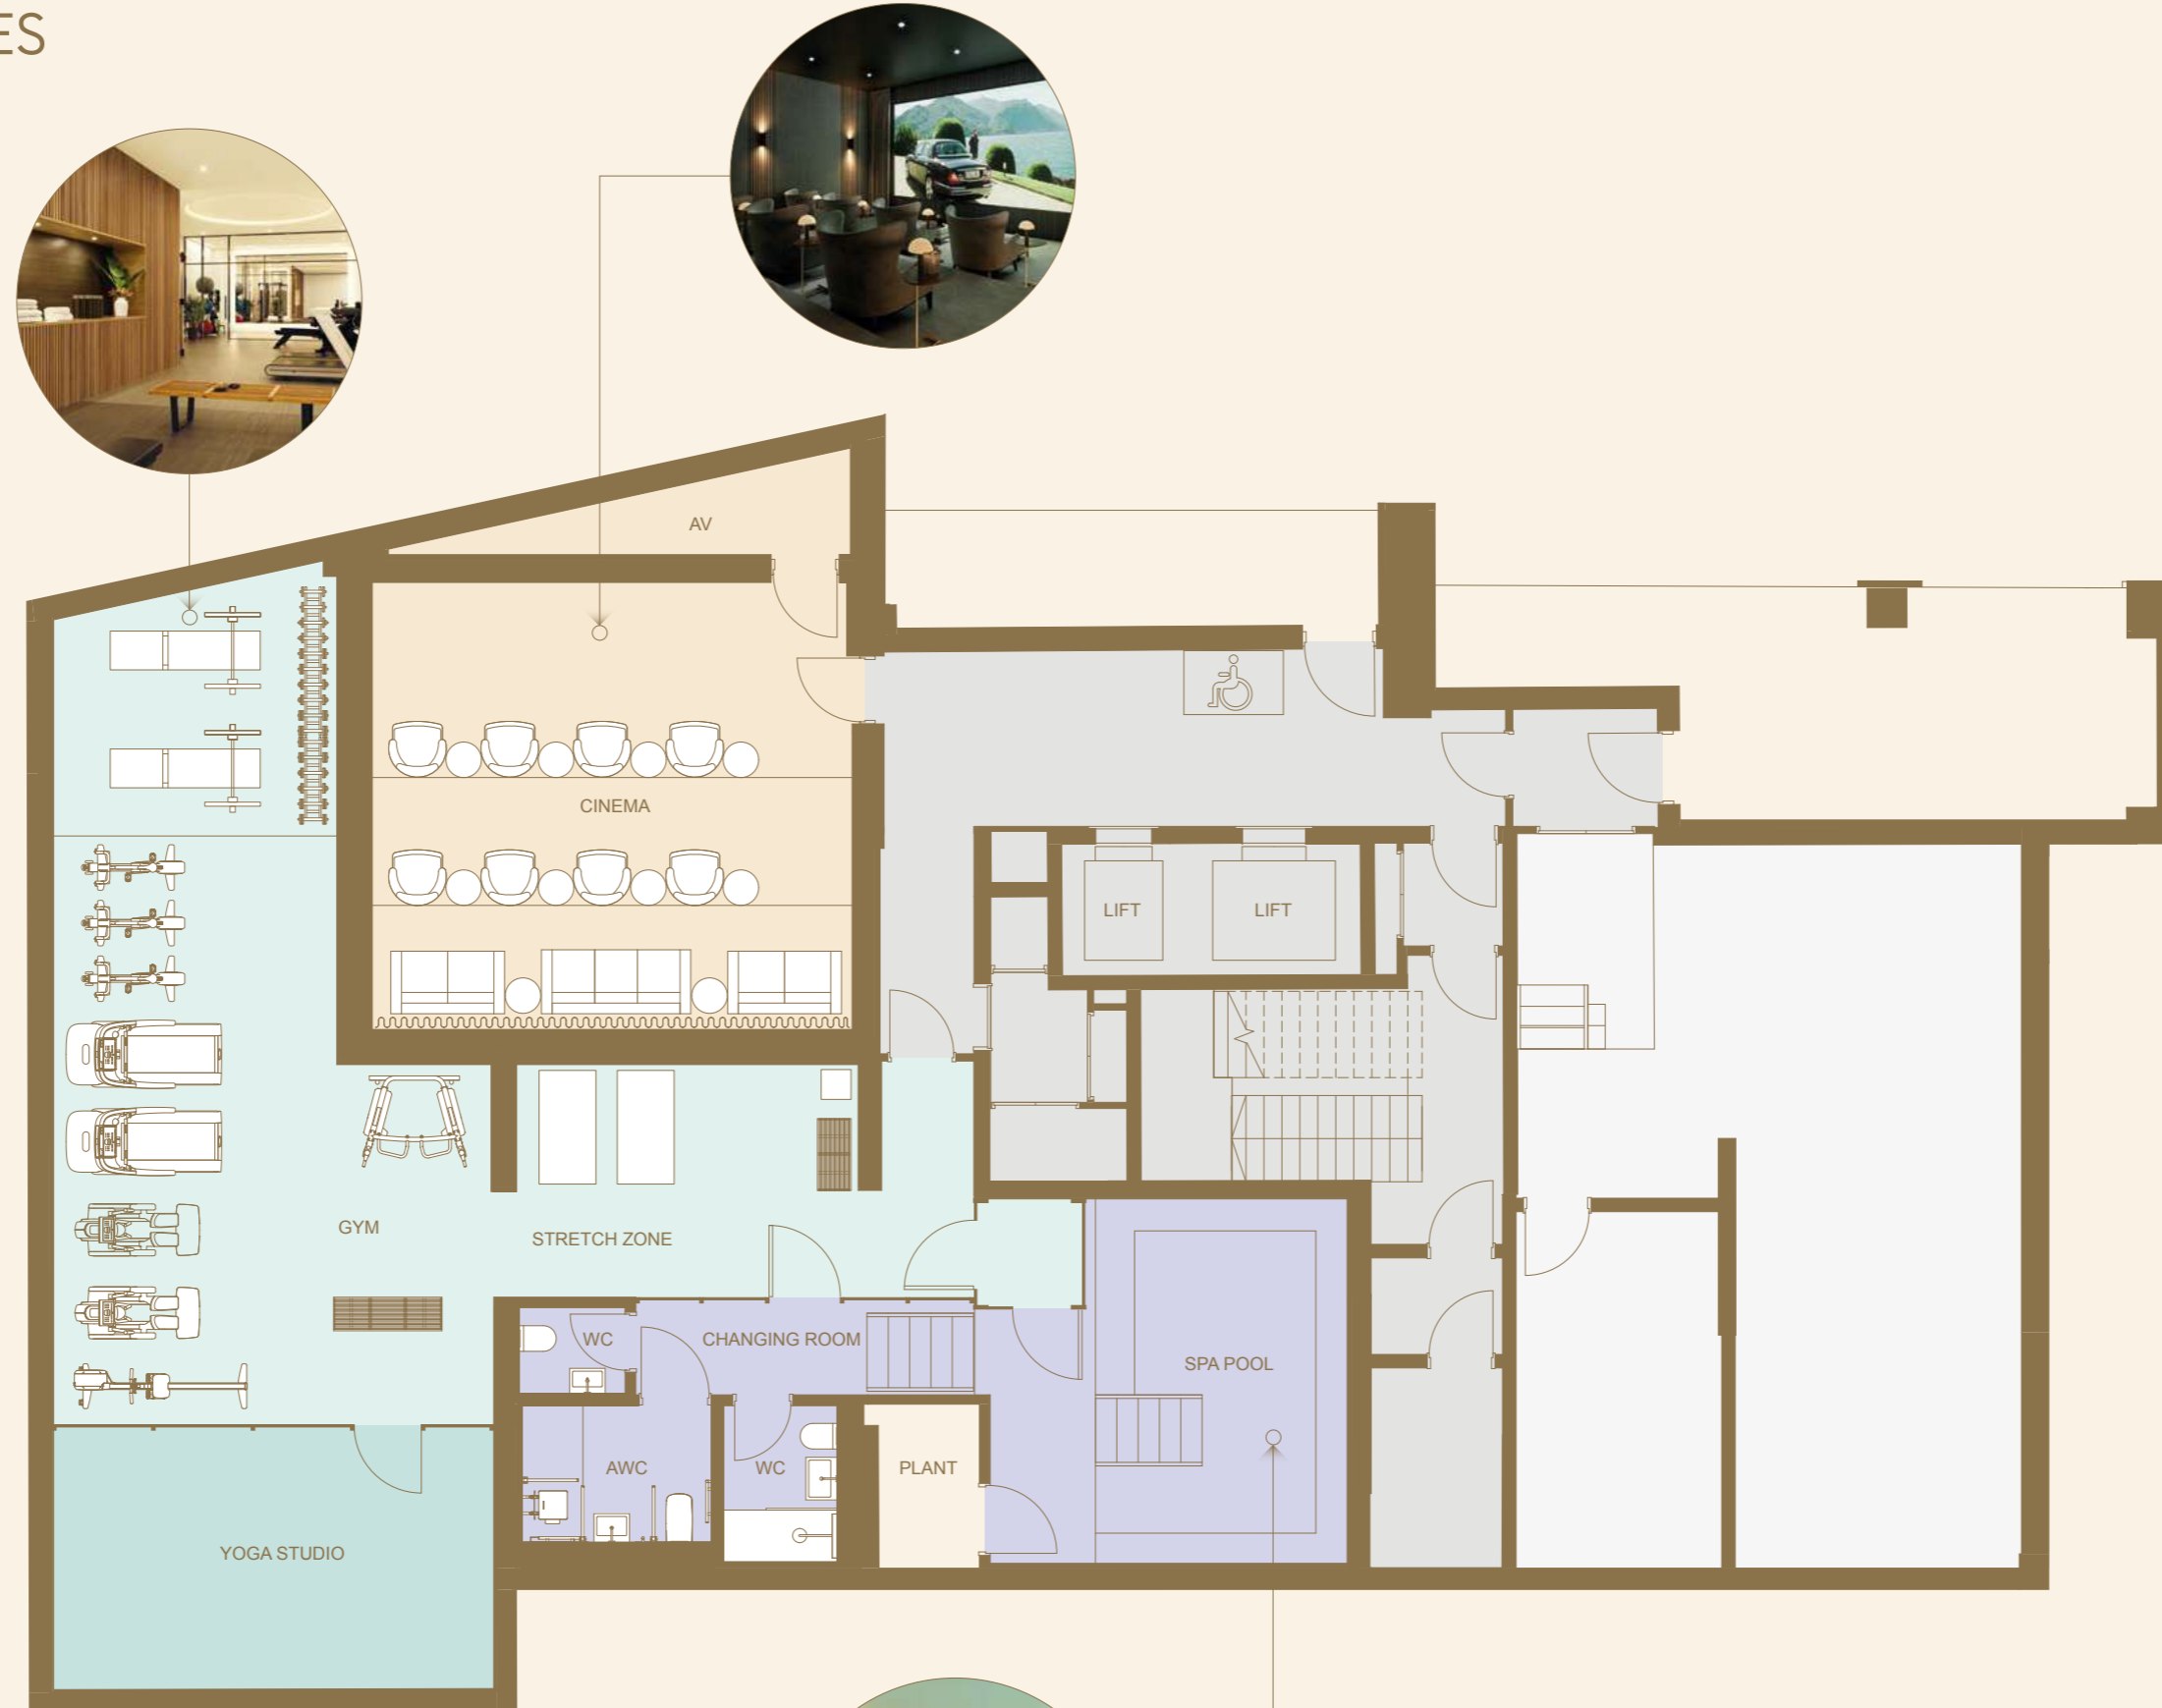 ES
AV
CINEMA
LIFT
LIFT
GYM
STRETCH ZONE
WC
CHANGING ROOM
SPA POOL
AWC
WC
PLANT
YOGA STUDIO